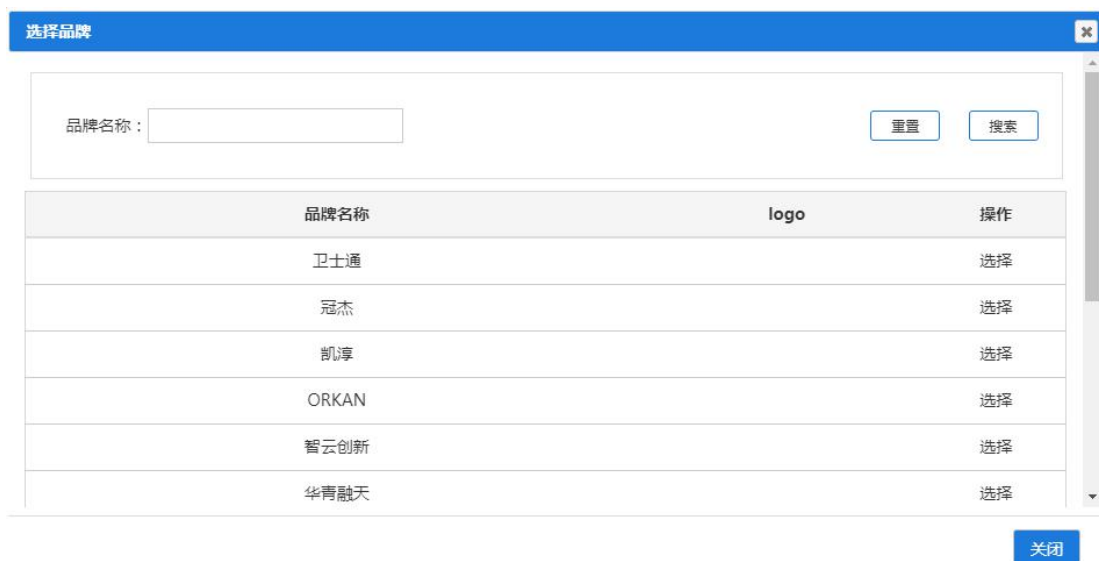 选择品牌
品牌名称：
重置 搜索
品牌名称 logo 操作
卫士通 选择
冠杰 选择
凯淳 选择
ORKAN 选择
智云创新 选择
华青融天 选择
关闭